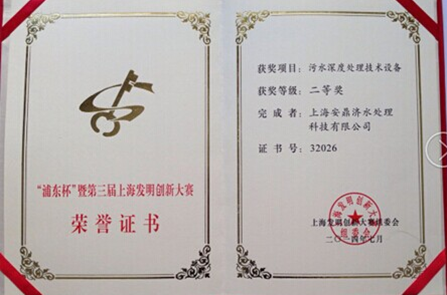 “浦东杯”暨第三届上海发明创新大赛
荣誉证书
获奖项目：污水深度处理技术设备
获奖等级：二等奖
完成者：上海安鼎济水处理
科技有限公司
证书号：32026
上海发明创新大赛组委会
二〇一四年七月